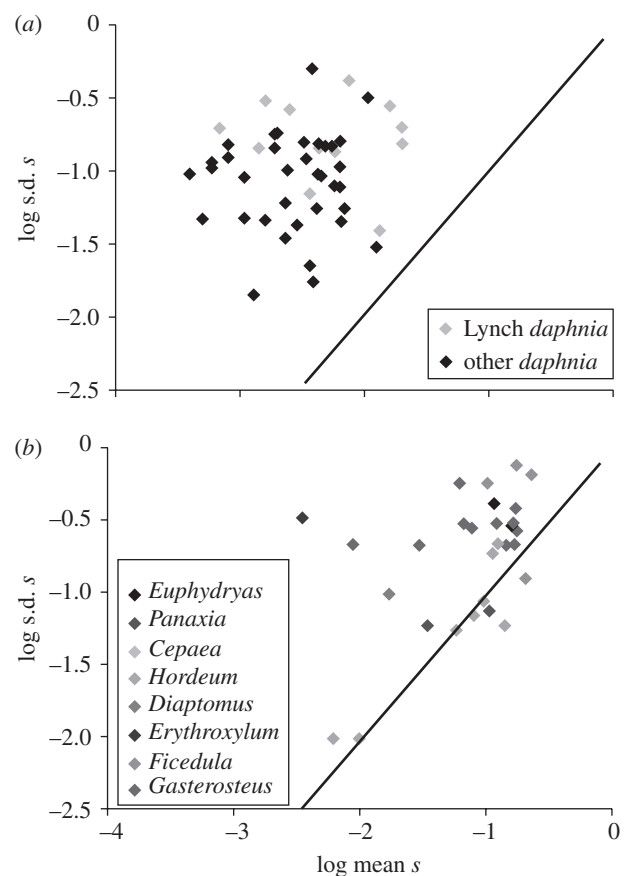 (a)
0
−0.5
−1.0
−1.5
−2.0
−2.5
log s.d. s
Lynch daphnia
other daphnia
(b)
0
−0.5
−1.0
−1.5
−2.0
−2.5
log s.d. s
Euphydryas
Panaxia
Cepaea
Hordeum
Diaptomus
Erythroxylum
Ficedula
Gasterosteus
−4
−3
−2
−1
0
log mean s